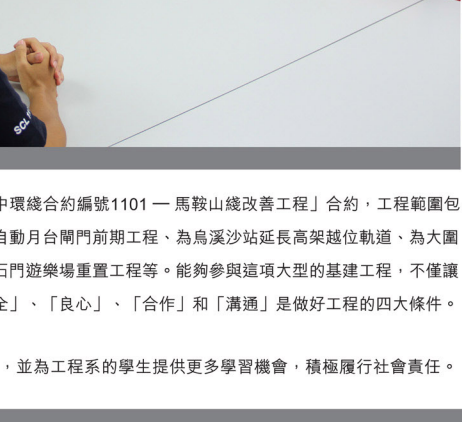 SCL
中環綫合約編號1101 — 馬鞍山綫改善工程」合約，工程範圍包
自動月台閘門前期工程、為烏溪沙站延長高架越位軌道、為大圍
石門遊樂場重置工程等。能夠參與這項大型的基建工程，不僅讓
全」、「良心」、「合作」和「溝通」是做好工程的四大條件。
，並為工程系的學生提供更多學習機會，積極履行社會責任。